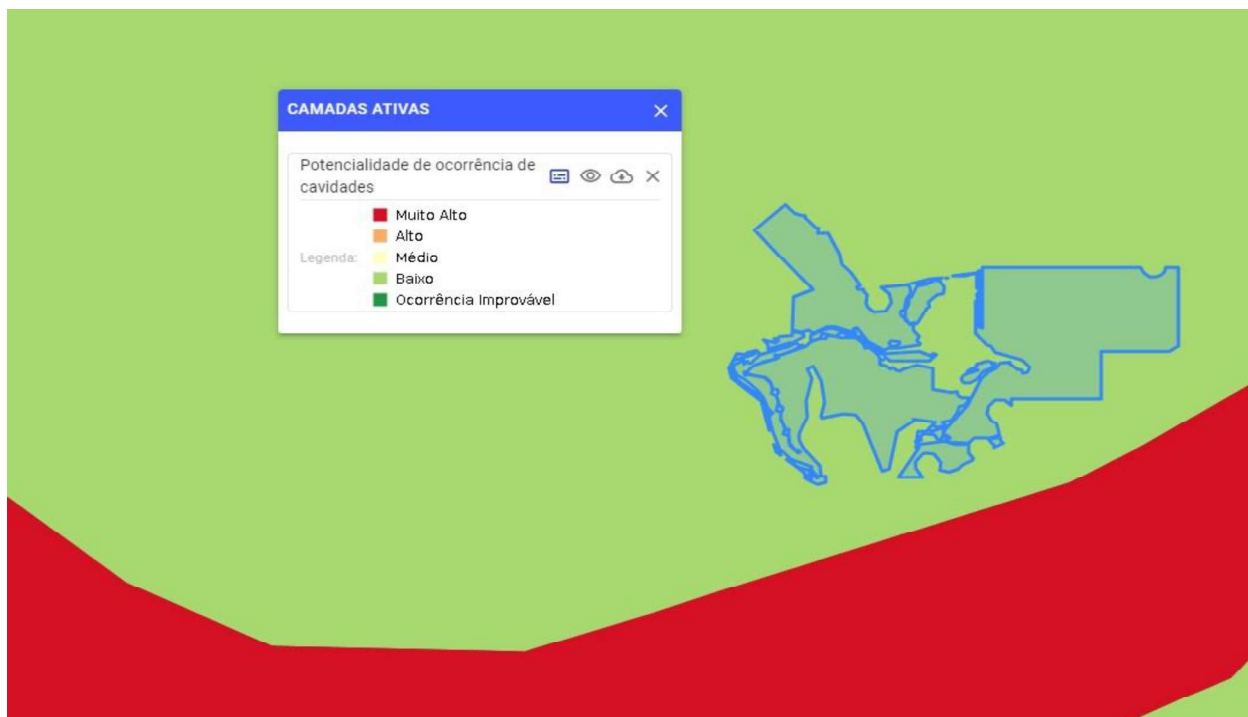 CAMADAS ATIVAS
Potencialidade de ocorrência de
cavidades
Legenda:
Muito Alto
Alto
Médio
Baixo
Ocorrência Improvável